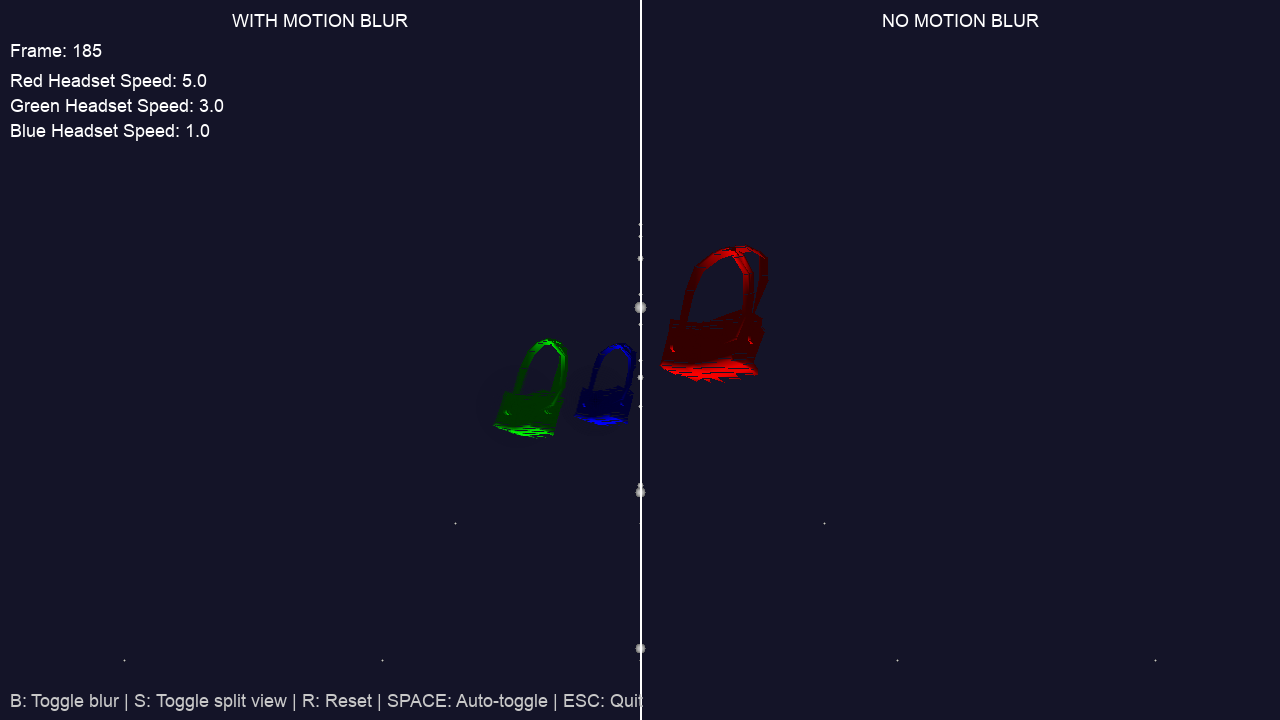 WITH MOTION BLUR
NO MOTION BLUR
Frame: 185
Red Headset Speed: 5.0
Green Headset Speed: 3.0
Blue Headset Speed: 1.0
B: Toggle blur | S: Toggle split view | R: Reset | SPACE: Auto-toggle | ESC: Quit